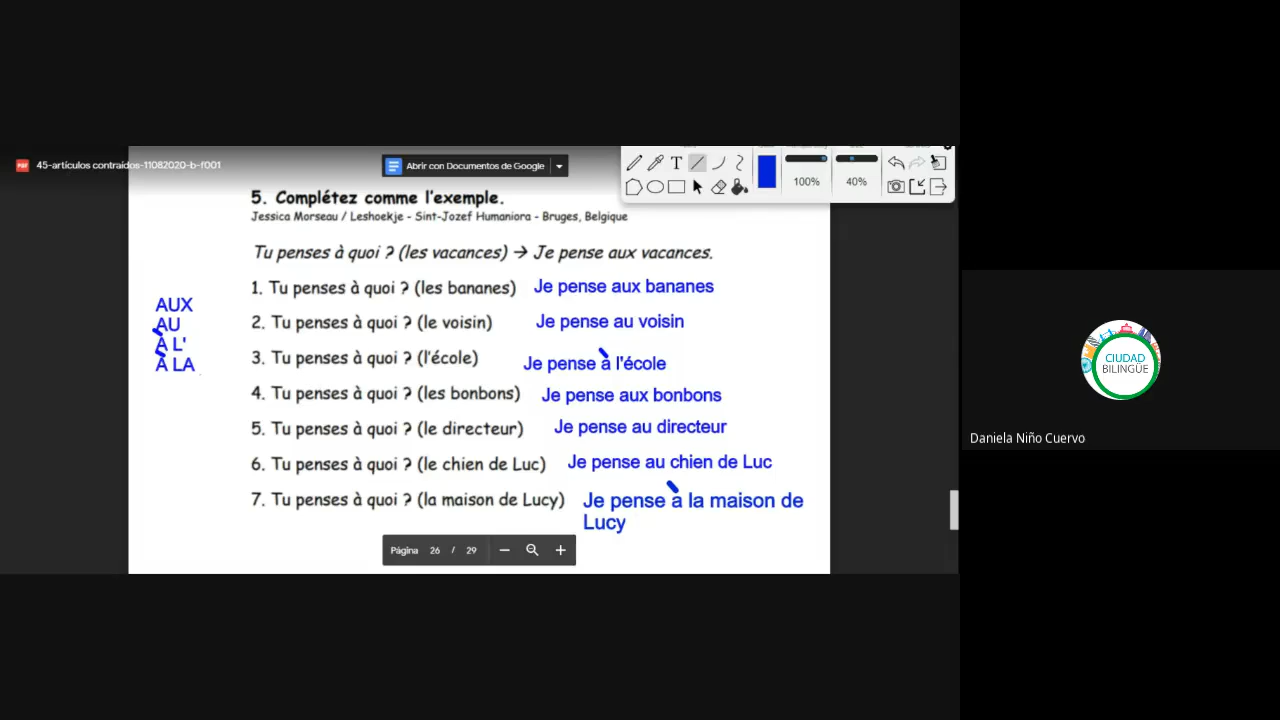 45-artículos contraídos-11082020-b-f001
Abrir con Documentos de Google
T
100%
40%
5. Complétez comme l'exemple.
Jessica Morseau / Leshoekje - Sint-Jozef Humaniora - Bruges, Belgique
Tu penses à quoi ? (les vacances) → Je pense aux vacances.
1. Tu penses à quoi ? (les bananes) Je pense aux bananes
2. Tu penses à quoi ? (le voisin) Je pense au voisin
3. Tu penses à quoi ? (l'école) Je pense à l'école
4. Tu penses à quoi ? (les bonbons) Je pense aux bonbons
5. Tu penses à quoi ? (le directeur) Je pense au directeur
6. Tu penses à quoi ? (le chien de Luc) Je pense au chien de Luc
7. Tu penses à quoi ? (la maison de Lucy) Je pense à la maison de
Lucy
AUX
AU
À L'
À LA
Página 26 / 29
CIUDAD
BILINGÜE
Daniela Niño Cuervo